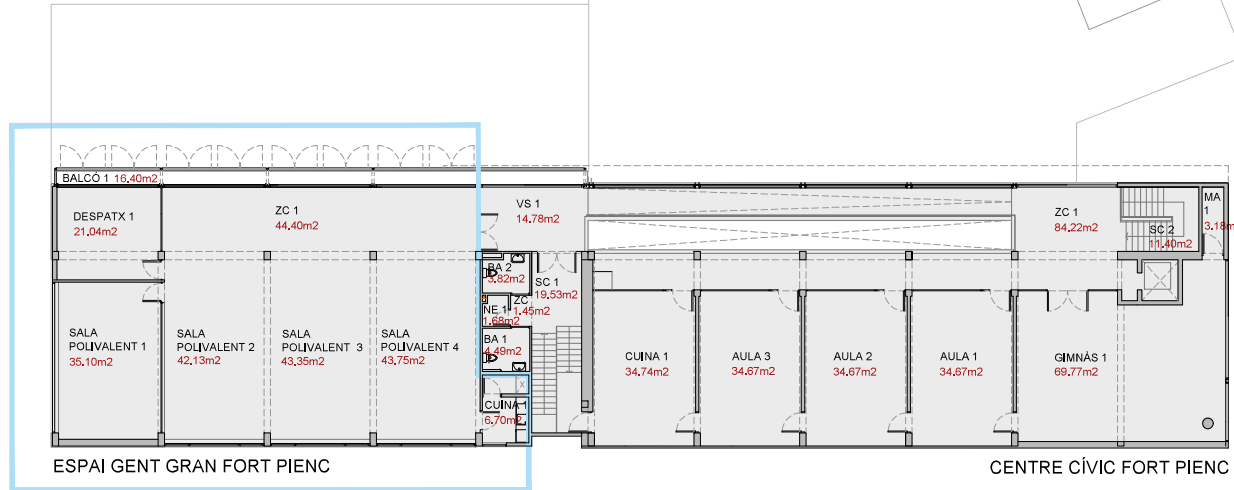 BALCÓ 1 16.40m2
DESPATX 1
21.04m2
ZC 1
44.40m2
VS 1
14.78m2
ZC 1
84.22m2
SC 2
11.40m2
MA
1
3.18m
BA 2
3.82m2
SC 1
19.53m2
ZC
1.45m2
NE 1
1.68m2
BA 1
4.49m2
CUINA 1
6.70m2
X
SALA
POLIVALENT 1
35.10m2
SALA
POLIVALENT 2
42.13m2
SALA
POLIVALENT 3
43.35m2
SALA
POLIVALENT 4
43.75m2
CUINA 1
34.74m2
AULA 3
34.67m2
AULA 2
34.67m2
AULA 1
34.67m2
GIMNÀS 1
69.77m2
ESPAI GENT GRAN FORT PIENC
CENTRE CÍVIC FORT PIENC